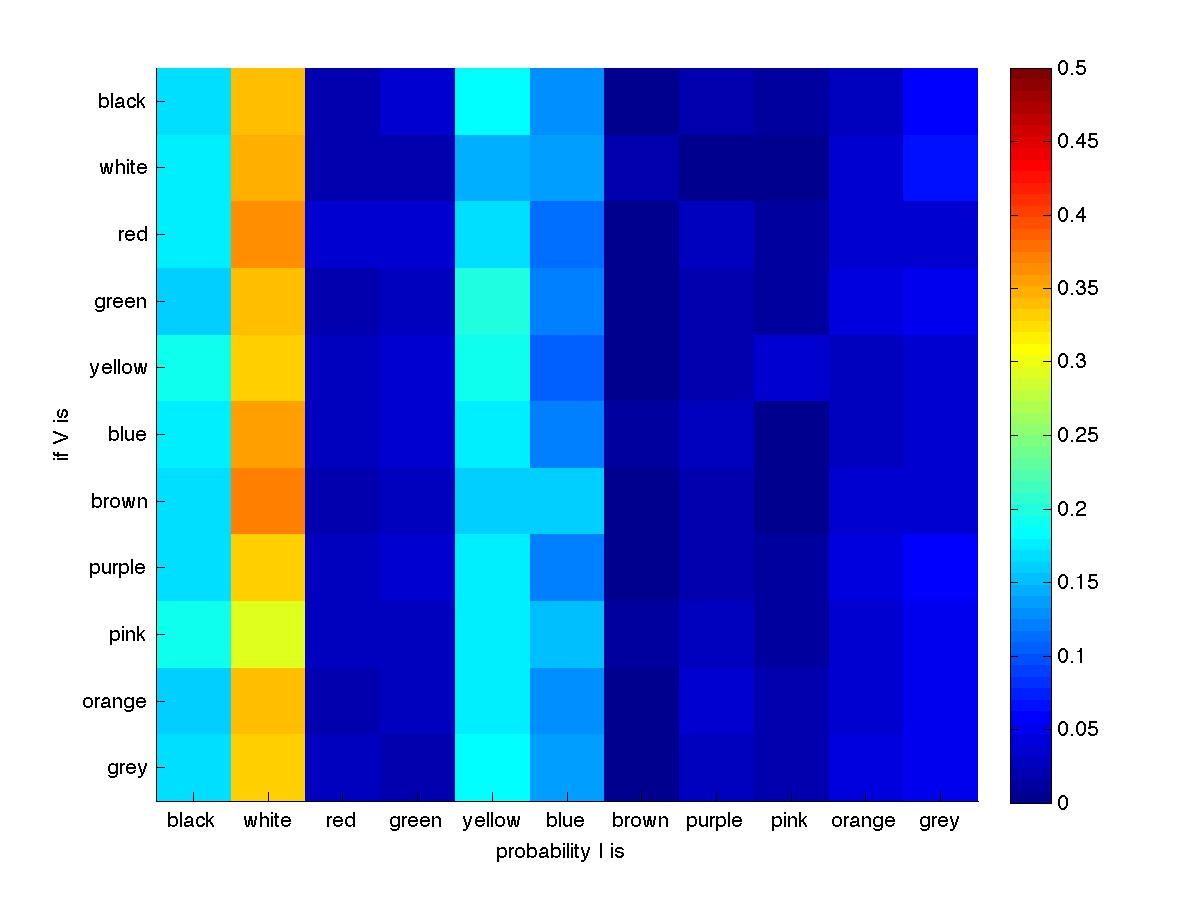 black
white
red
green
yellow
blue
brown
purple
pink
orange
grey
if V is
black white red green yellow blue brown purple pink orange grey
probability I is
0.5
0.45
0.4
0.35
0.3
0.25
0.2
0.15
0.1
0.05
0